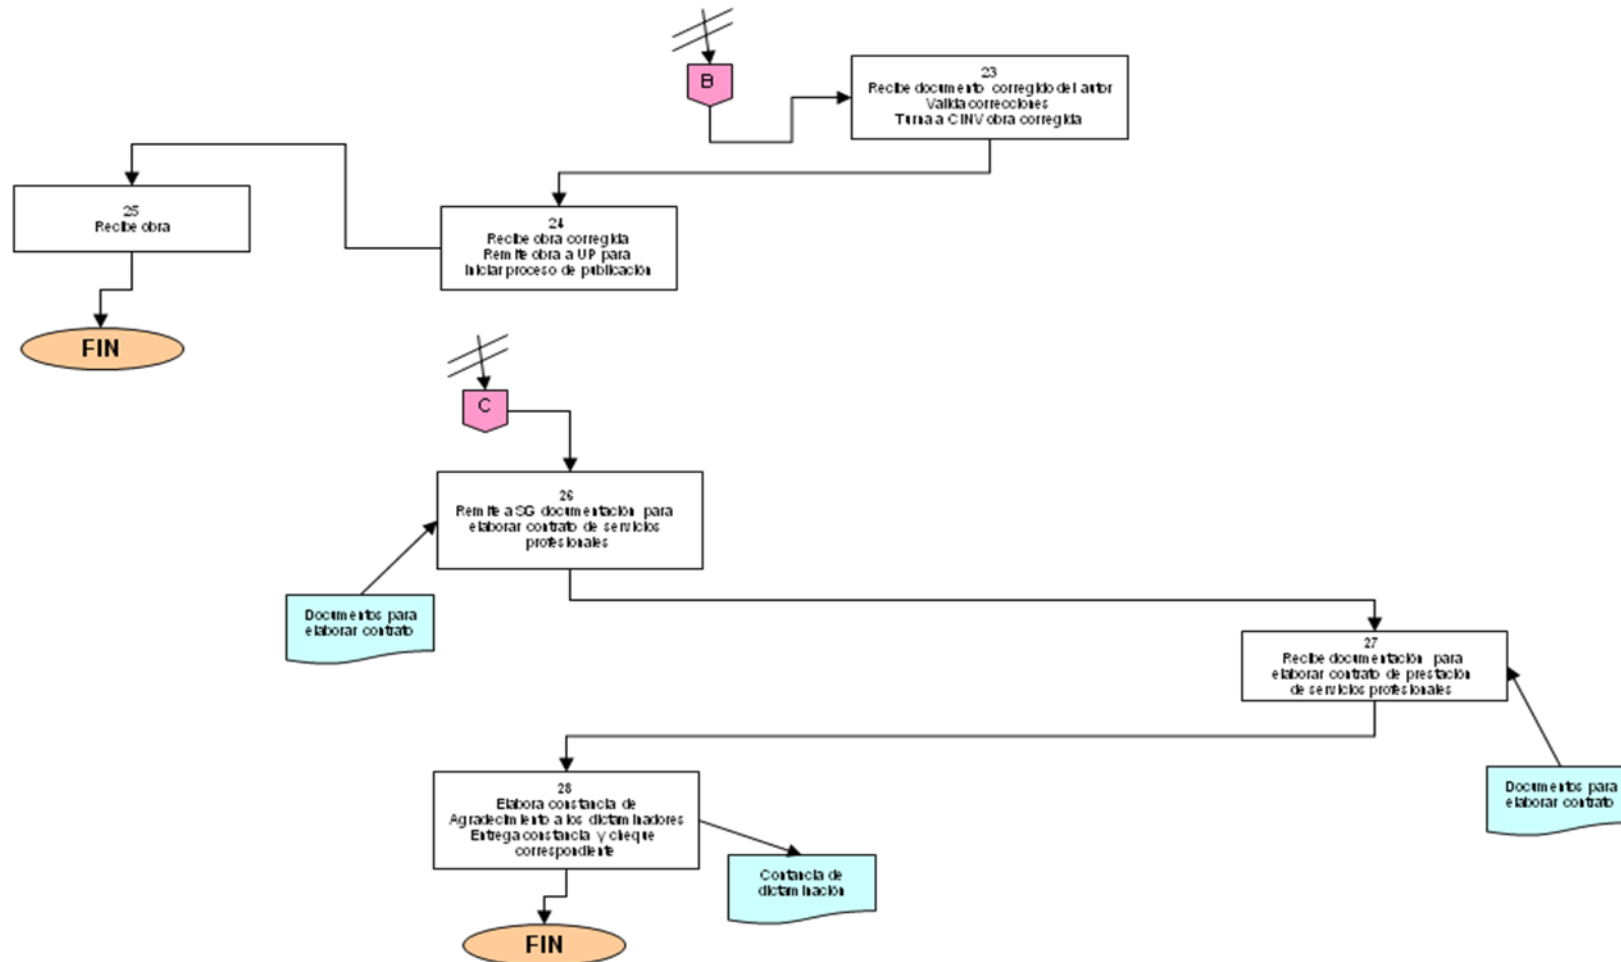 B
23
Recibe documento corregido del autor
Valida correcciones
Turna a CINV obra corregida
25
Recibe obra
24
Recibe obra corregida
Remite obra a UP para
iniciar proceso de publicación
FIN
C
26
Remite a SG documentación para
elaborar contrato de servicios
profesionales
Documentos para
elaborar contrato
27
Recibe documentación para
elaborar contrato de prestación
de servicios profesionales
28
Elabora constancia de
Agradecimiento a los dictaminadores
Entrega constancia y cheque
correspondiente
Documentos para
elaborar contrato
Contancia de
dictaminación
FIN